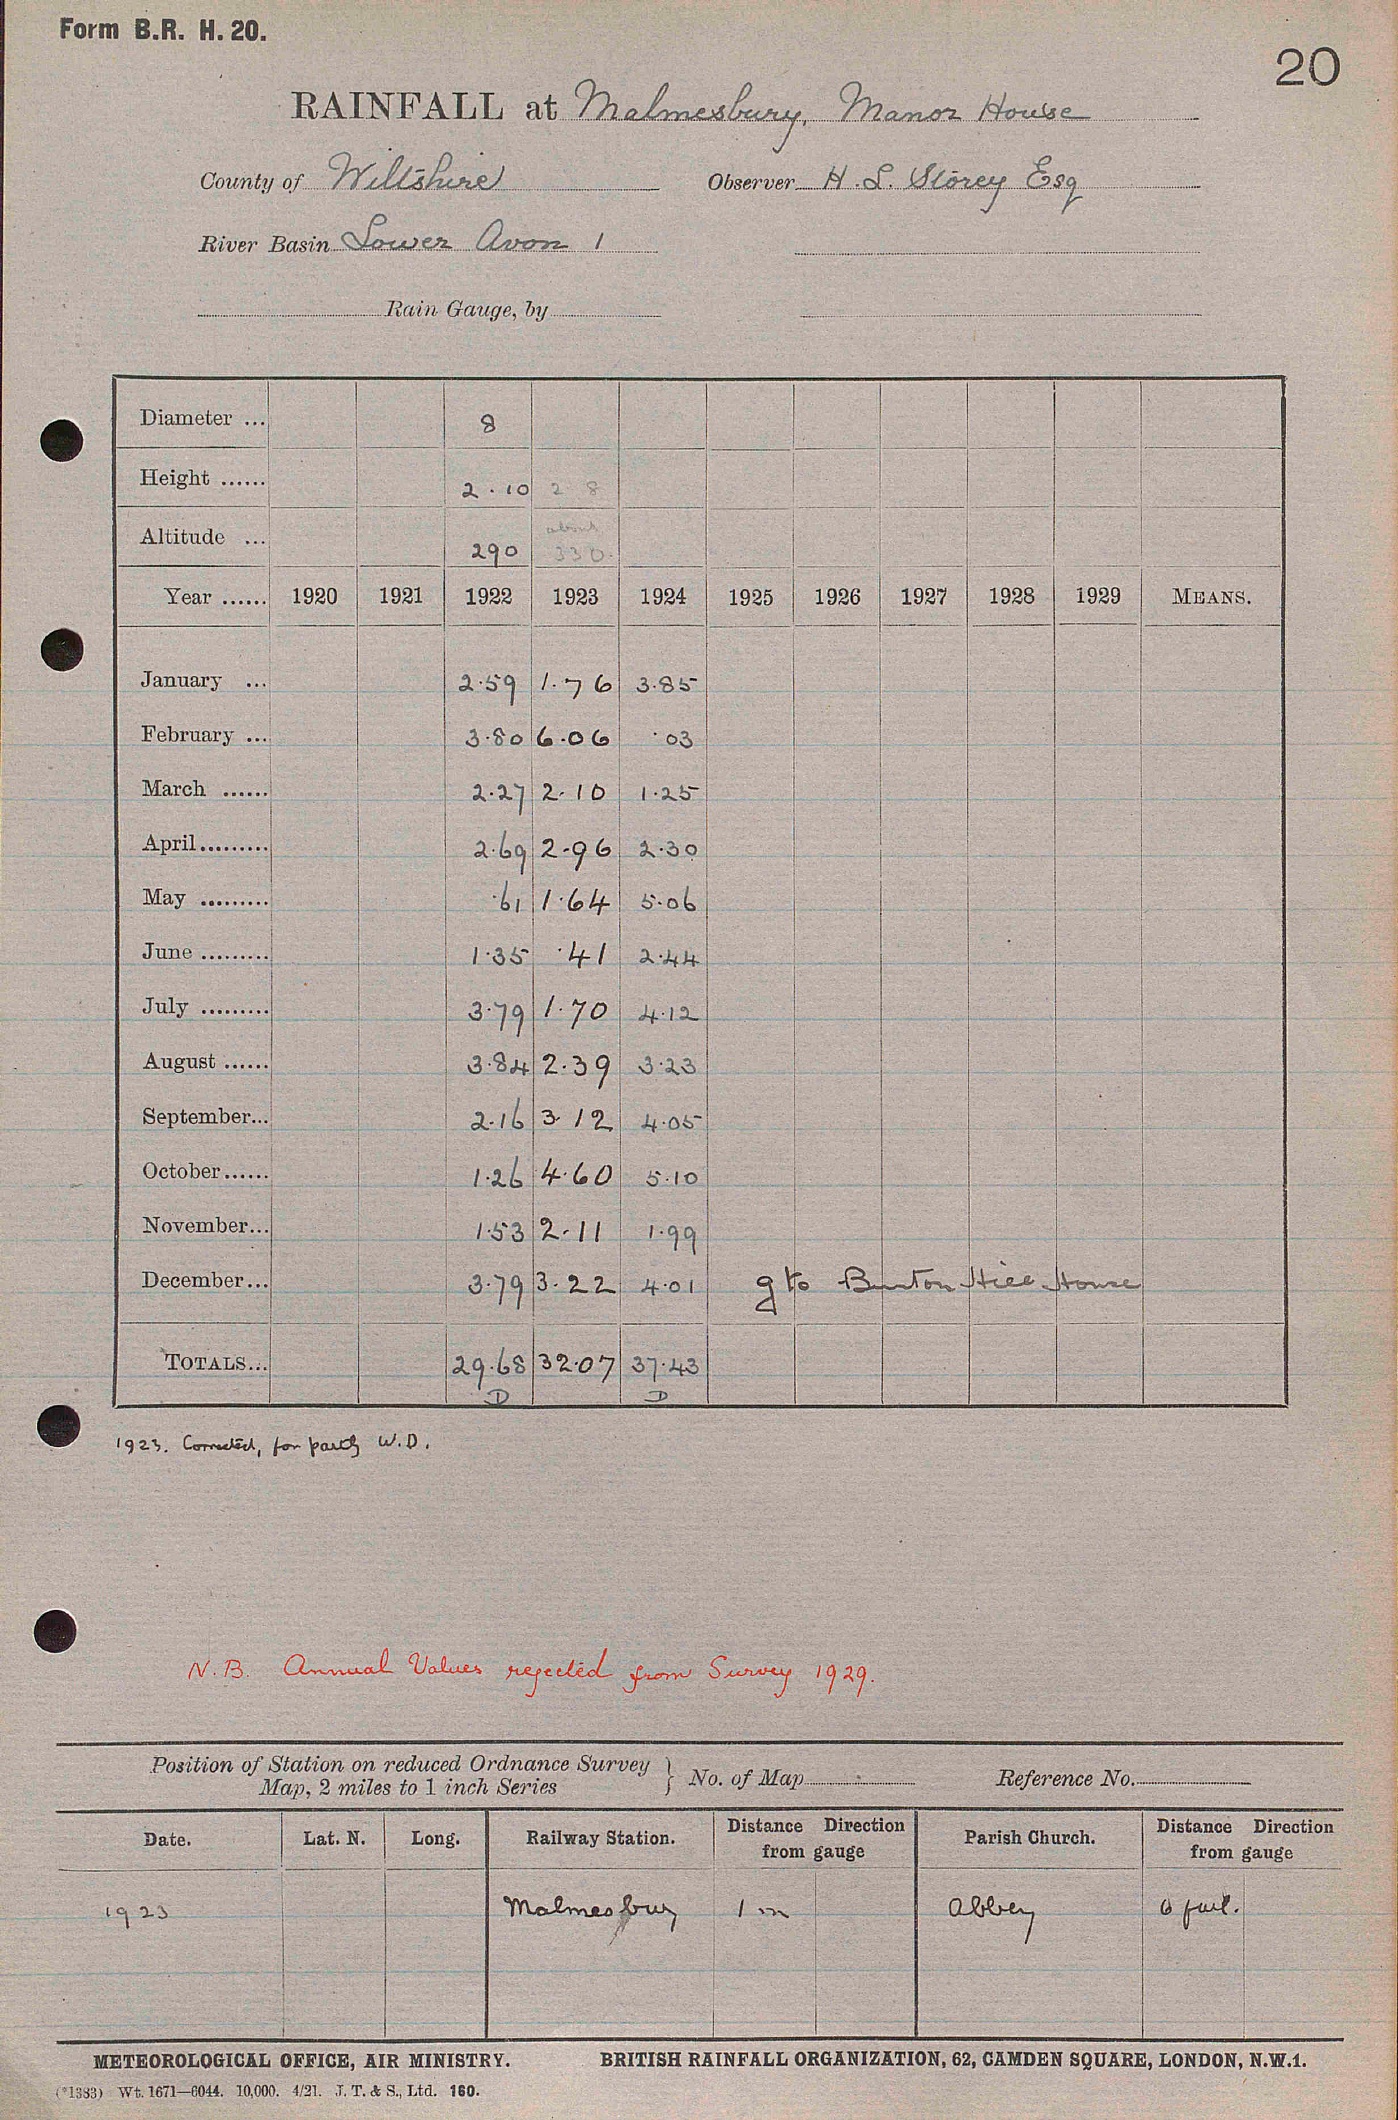 Form B.R. H. 20.
20
RAINFALL at Malmesbury, Manor House
County of Wiltshire Observer H. L. Storey Esq
River Basin Lower Avon 1
Rain Gauge, by
Diameter ... 8
Height ...... 2.10 2 8
Altitude ... 290 about 330.
Year ...... 1920 1921 1922 1923 1924 1925 1926 1927 1928 1929 MEANS.
January ... 2.59 1.76 3.85
February ... 3.80 6.06 .03
March ...... 2.27 2.10 1.25
April......... 2.69 2.96 2.30
May ......... .61 1.64 5.06
June ......... 1.35 .41 2.44
July ......... 3.79 1.70 4.12
August ...... 3.84 2.39 3.23
September... 2.16 3.12 4.05
October...... 1.26 4.60 5.10
November... 1.53 2.11 1.99
December... 3.79 3.22 4.01 g to Burton Hill House
TOTALS... 29.68 32.07 37.43
D D
1923. Corrected, for partly W.D.
N.B. Annual Values rejected from Survey 1929.
Position of Station on reduced Ordnance Survey
Map, 2 miles to 1 inch Series } No. of Map Reference No.
Date. Lat. N. Long. Railway Station. Distance Direction from gauge Parish Church. Distance Direction from gauge
1923 Malmesbury 1 m Abbey 6 furl.
METEOROLOGICAL OFFICE, AIR MINISTRY. BRITISH RAINFALL ORGANIZATION, 62, CAMDEN SQUARE, LONDON, N.W.1.
(*1383) Wt. 1671—6044. 10,000. 4/21. J. T. & S., Ltd. 160.